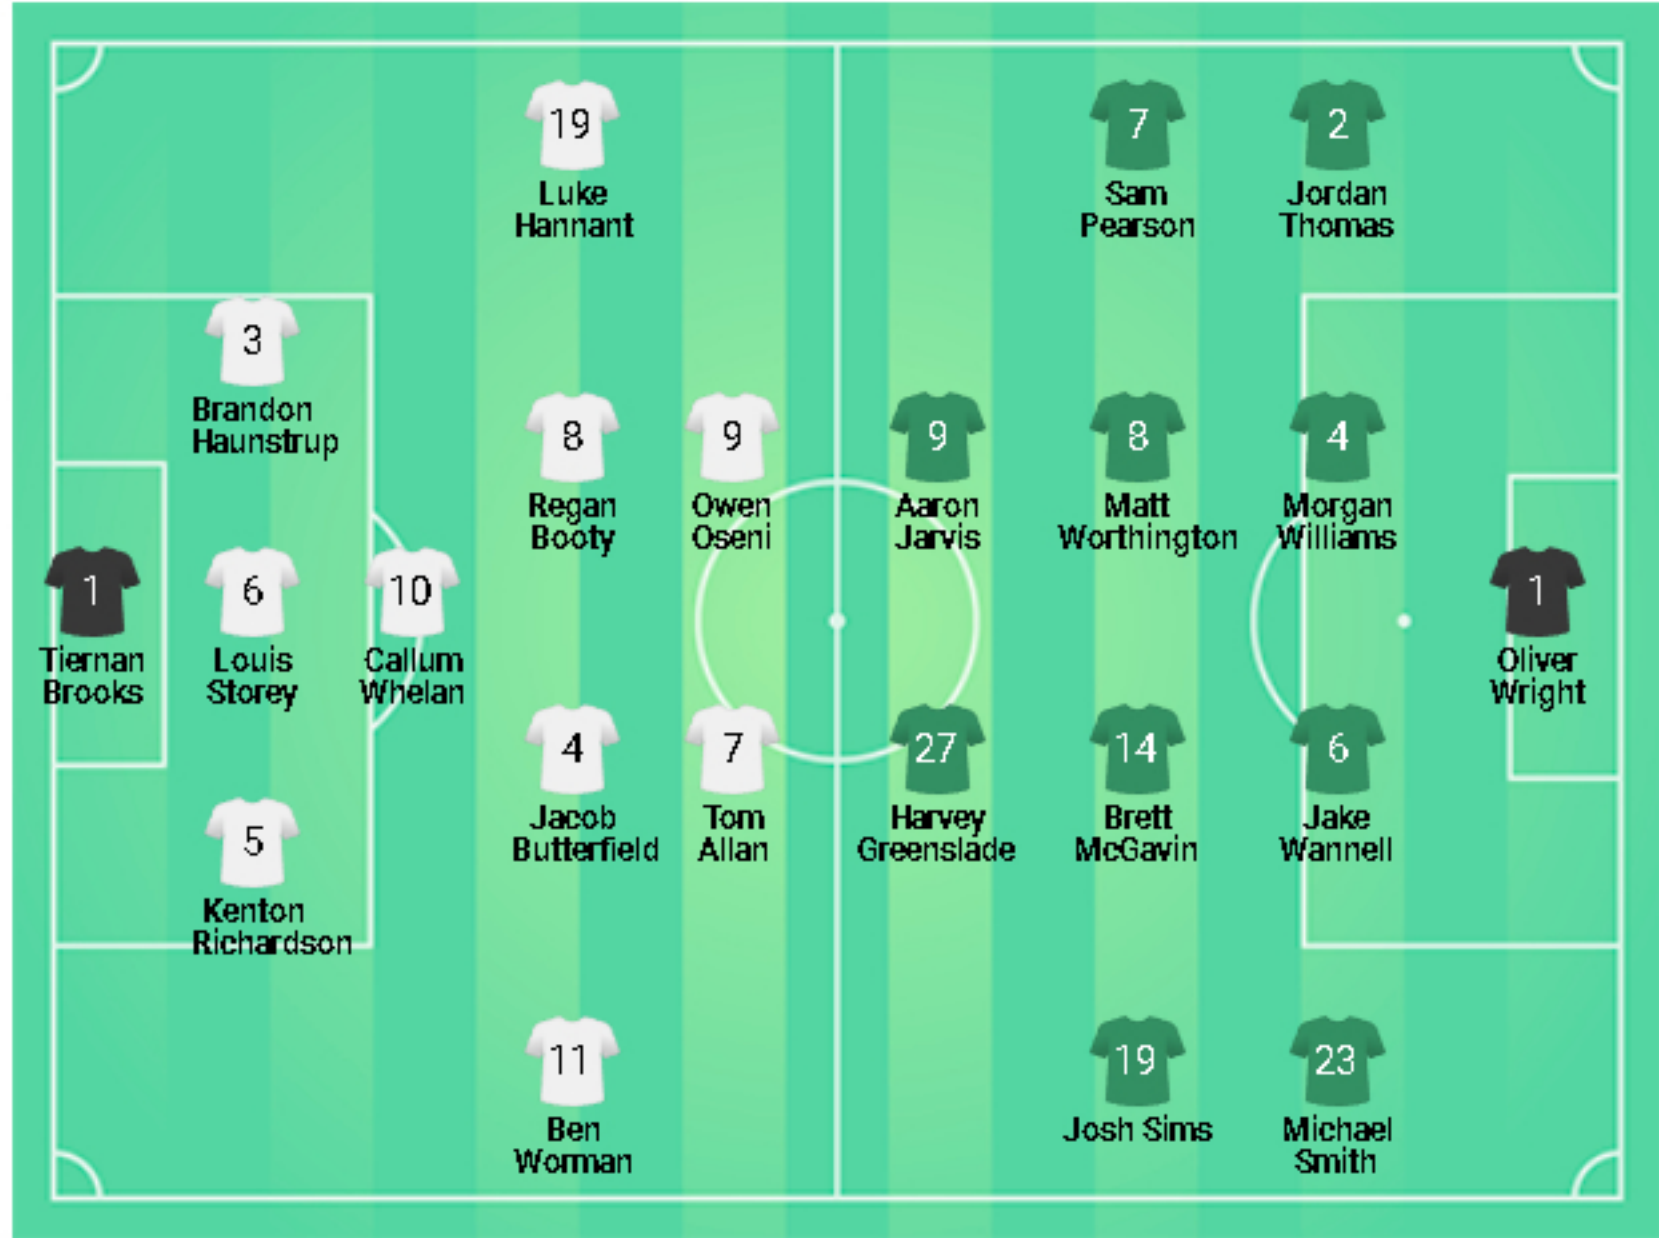 19
Luke
Hannant
7
Sam
Pearson
2
Jordan
Thomas
3
Brandon
Haunstrup
8
Regan
Booty
9
Owen
Oseni
9
Aaron
Jarvis
8
Matt
Worthington
4
Morgan
Williams
1
Tiernan
Brooks
6
Louis
Storey
10
Callum
Whelan
1
Oliver
Wright
4
Jacob
Butterfield
7
Tom
Allan
27
Harvey
Greenslade
14
Brett
McGavin
6
Jake
Wannell
5
Kenton
Richardson
11
Ben
Worman
19
Josh Sims
23
Michael
Smith